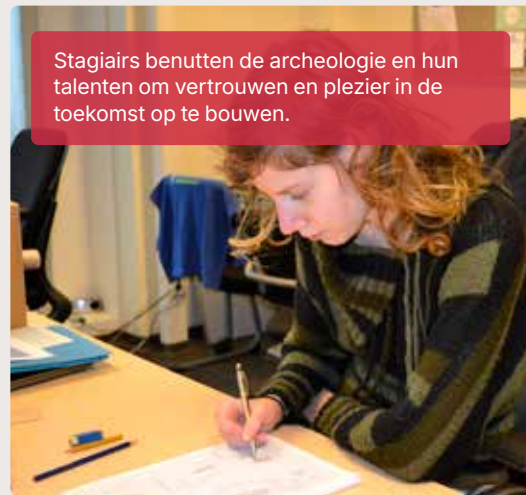 Stagiairs benutten de archeologie en hun
talenten om vertrouwen en plezier in de
toekomst op te bouwen.